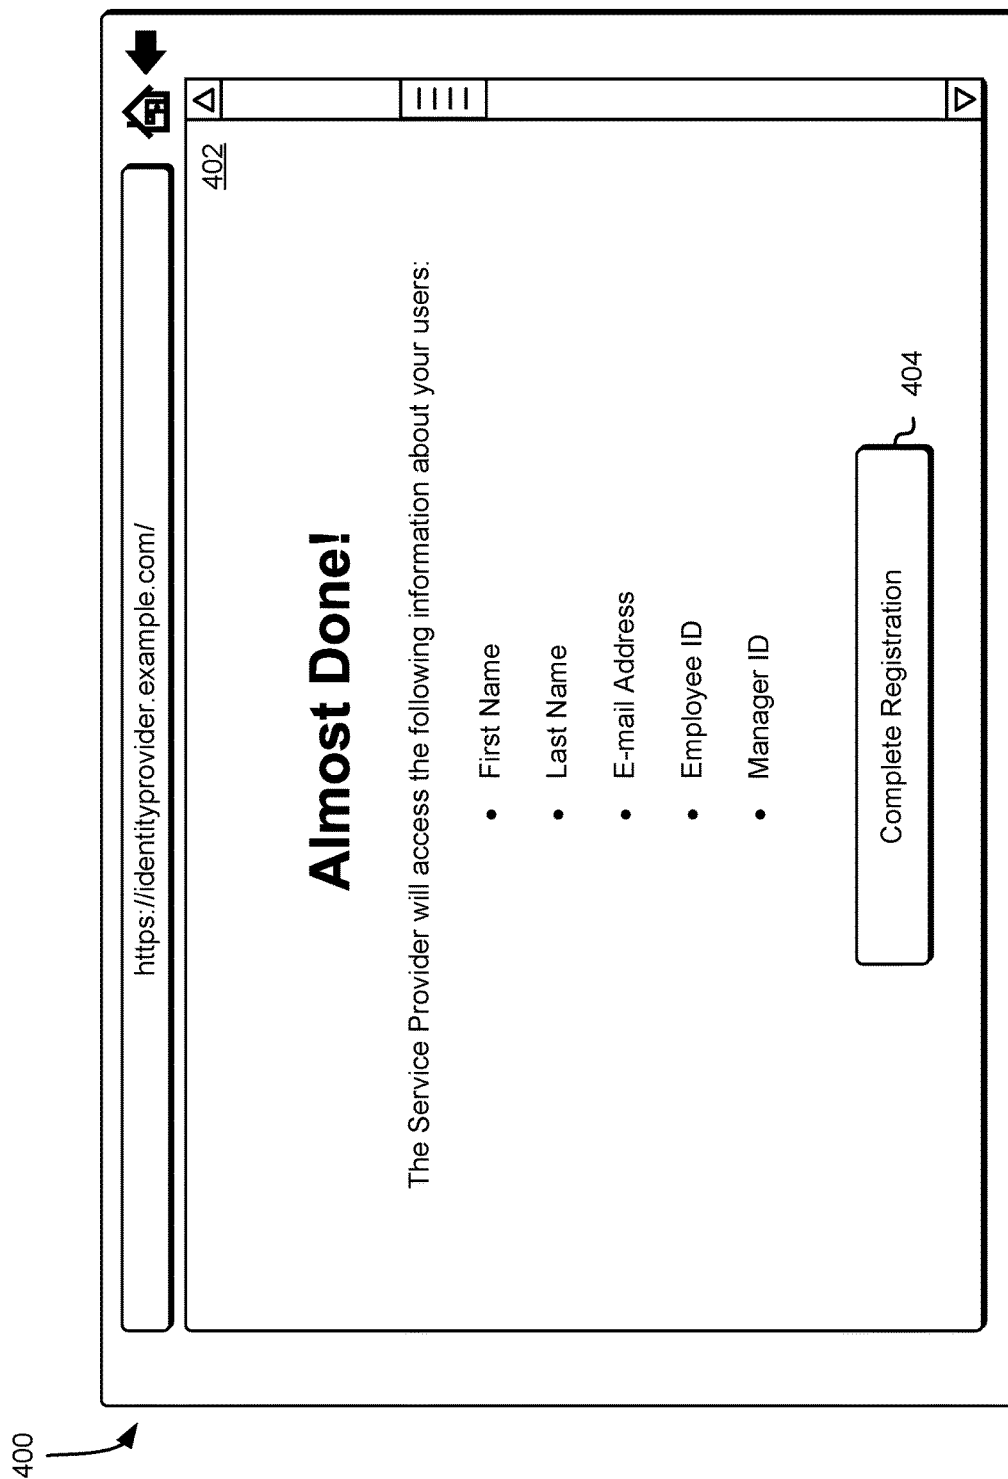 400
https://identityprovider.example.com/
402
Almost Done!
The Service Provider will access the following information about your users:
• First Name
• Last Name
• E-mail Address
• Employee ID
• Manager ID
404
Complete Registration